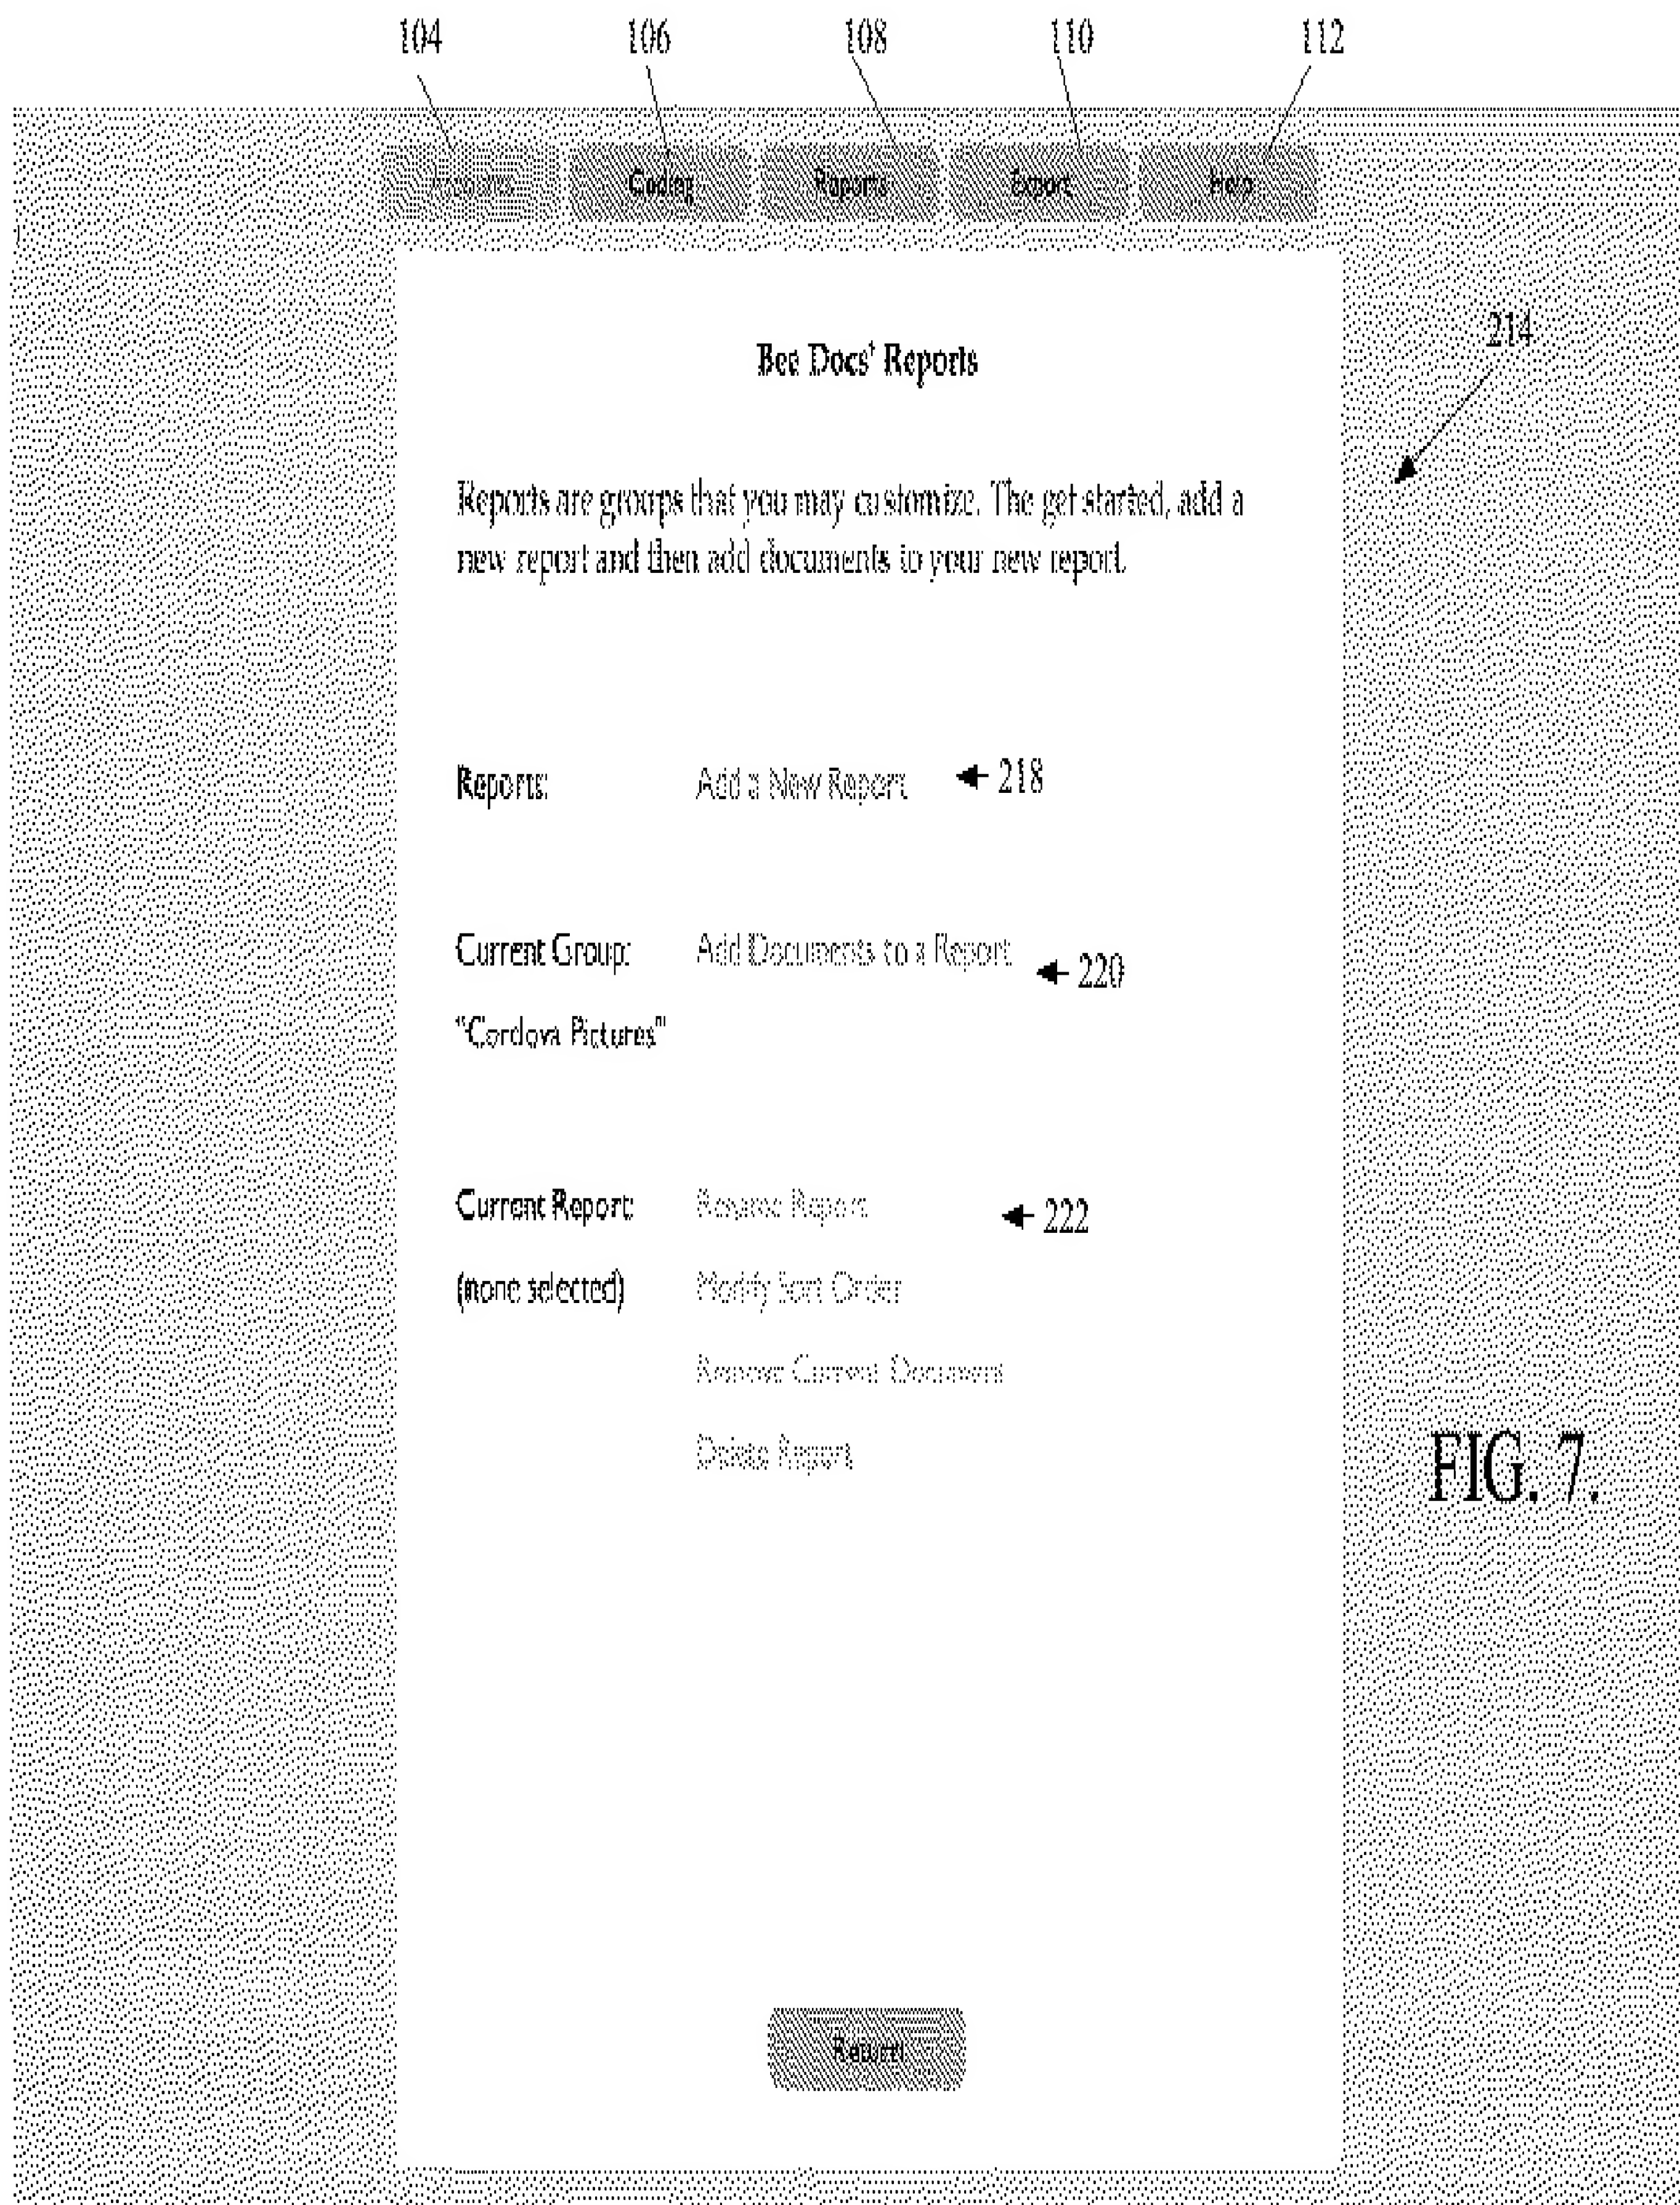 104 106 108 110 112
Coding Reports Export Help
214
Bee Docs' Reports
Reports are groups that you may customize. The get started, add a
new report and then add documents to your new report.
Reports: Add a New Report 218
Current Group: Add Documents to a Report 220
"Cordova Pictures"
Current Report: Rename Report 222
(none selected) Modify Sort Order
Remove Current Document
Delete Report
FIG. 7.
Return